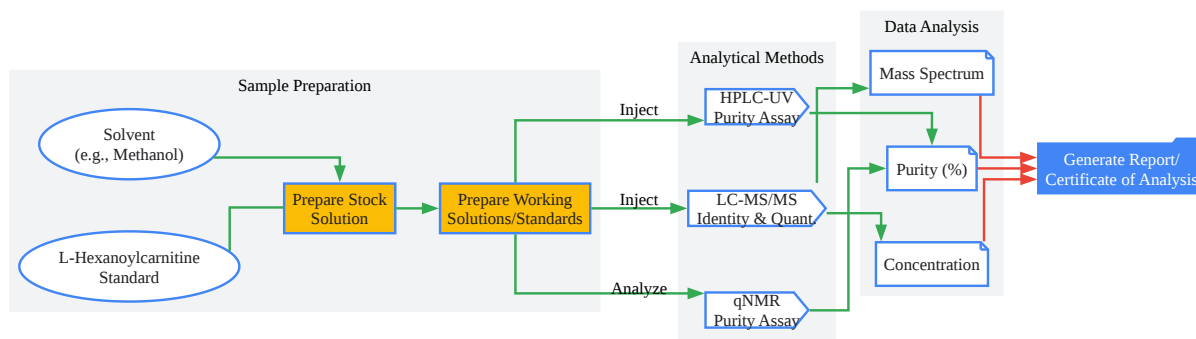 Sample Preparation
Solvent
(e.g., Methanol)
L-Hexanoylcarnitine
Standard
Prepare Stock
Solution
Prepare Working
Solutions/Standards
Inject
Inject
Analyze
Analytical Methods
HPLC-UV
Purity Assay
LC-MS/MS
Identity & Quant.
qNMR
Purity Assay
Data Analysis
Mass Spectrum
Purity (%)
Concentration
Generate Report/
Certificate of Analysis